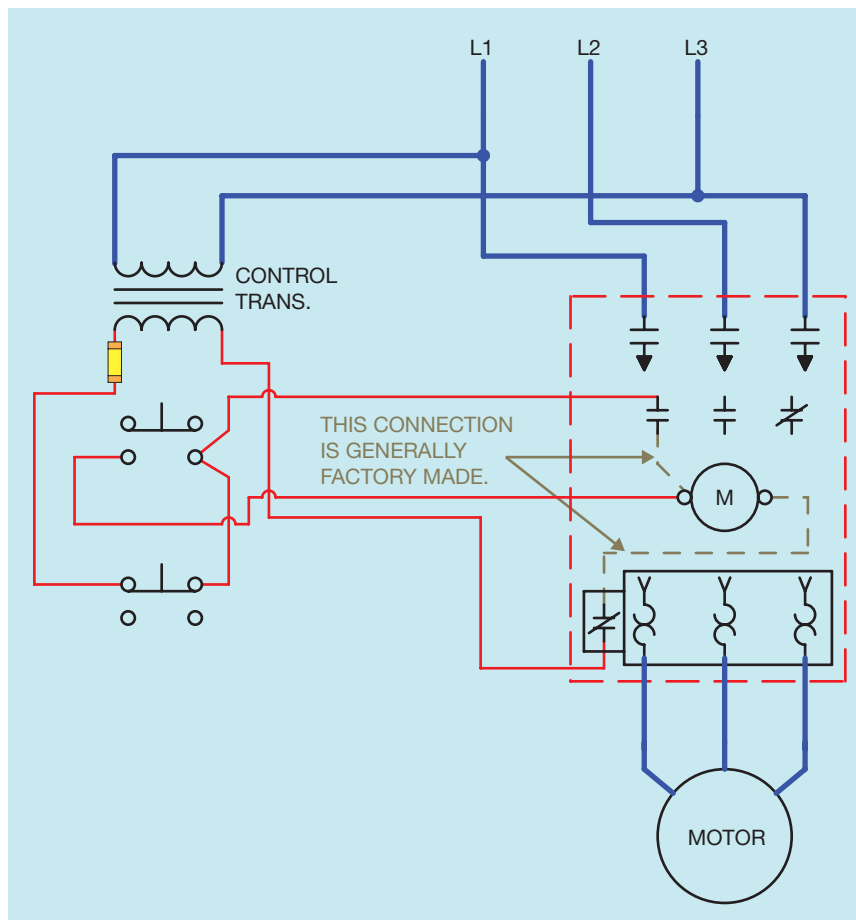 L1 L2 L3
CONTROL
TRANS.
THIS CONNECTION
IS GENERALLY
FACTORY MADE.
M
MOTOR